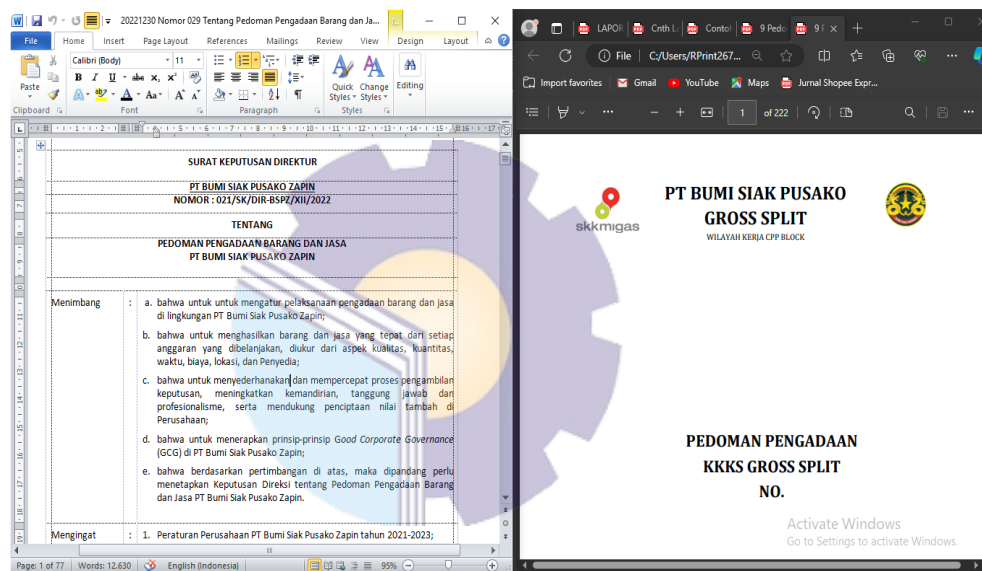 20221230 Nomor 029 Tentang Pedoman Pengadaan Barang dan Ja...
File Home Insert Page Layout References Mailings Review View Design Layout
Calibri (Body) 11
Paste
Quick Styles
Change Styles
Editing
Clipboard Font Paragraph Styles
SURAT KEPUTUSAN DIREKTUR
PT BUMI SIAK PUSAKO ZAPIN
NOMOR : 021/SK/DIR-BSPZ/XII/2022
TENTANG
PEDOMAN PENGADAAN BARANG DAN JASA
PT BUMI SIAK PUSAKO ZAPIN
Menimbang : a. bahwa untuk untuk mengatur pelaksanaan pengadaan barang dan jasa
di lingkungan PT Bumi Siak Pusako Zapin;
b. bahwa untuk menghasilkan barang dan jasa yang tepat dari setiap
anggaran yang dibelanjakan, diukur dari aspek kualitas, kuantitas,
waktu, biaya, lokasi, dan Penyedia;
c. bahwa untuk menyederhanakan dan mempercepat proses pengambilan
keputusan, meningkatkan kemandirian, tanggung jawab dan
profesionalisme, serta mendukung penciptaan nilai tambah di
Perusahaan;
d. bahwa untuk menerapkan prinsip-prinsip Good Corporate Governance
(GCG) di PT Bumi Siak Pusako Zapin;
e. bahwa berdasarkan pertimbangan di atas, maka dipandang perlu
menetapkan Keputusan Direksi tentang Pedoman Pengadaan Barang
dan Jasa PT Bumi Siak Pusako Zapin.
Mengingat : 1. Peraturan Perusahaan PT Bumi Siak Pusako Zapin tahun 2021-2023;
Page: 1 of 77 Words: 12.630 English (Indonesia) 95%
LAPOR Cnth L Conto 9 Pedo 9 F
File C:/Users/RPrint267...
Import favorites Gmail YouTube Maps Jurnal Shopee Expr...
1 of 222
skkmigas
PT BUMI SIAK PUSAKO
GROSS SPLIT
WILAYAH KERJA CPP BLOCK
PEDOMAN PENGADAAN
KKKS GROSS SPLIT
NO.
Activate Windows
Go to Settings to activate Windows.